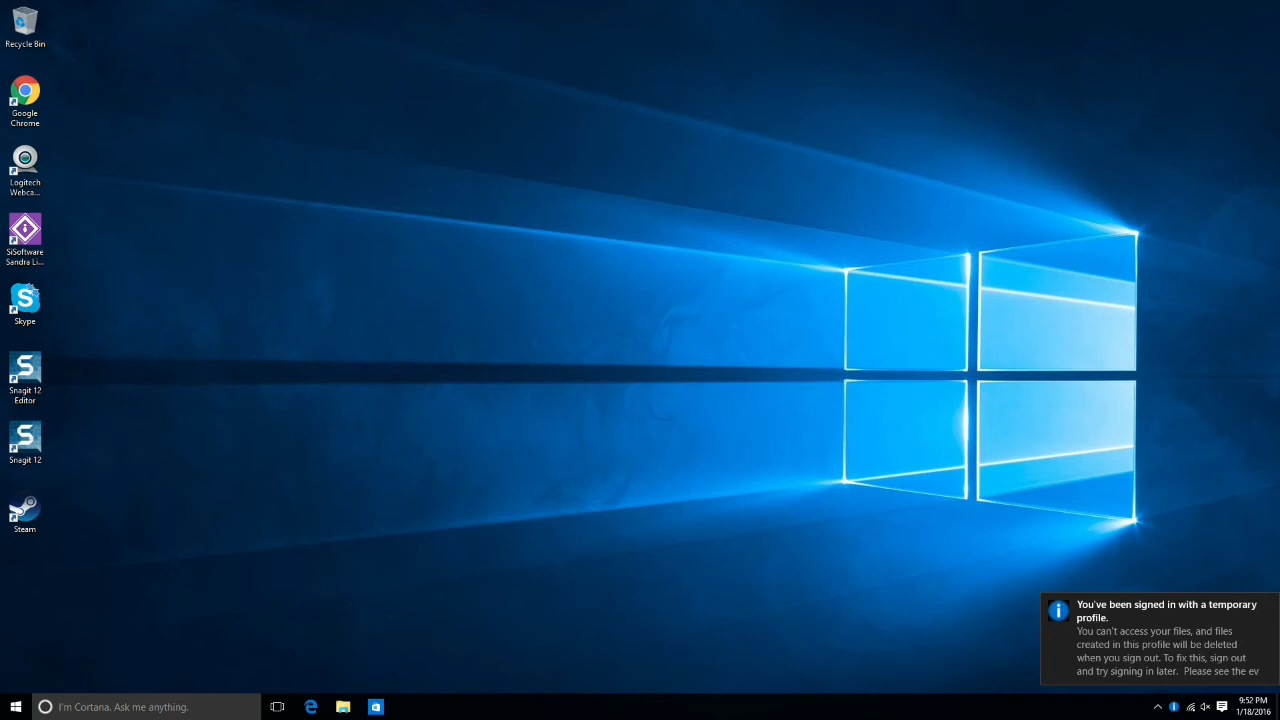 Recycle Bin
Google
Chrome
Logitech
Webca...
SiSoftware
Sandra Li...
Skype
Snagit 12
Editor
Snagit 12
Steam
You've been signed in with a temporary
profile.
You can't access your files, and files
created in this profile will be deleted
when you sign out. To fix this, sign out
and try signing in later. Please see the ev
I'm Cortana. Ask me anything.
9:52 PM
1/18/2016